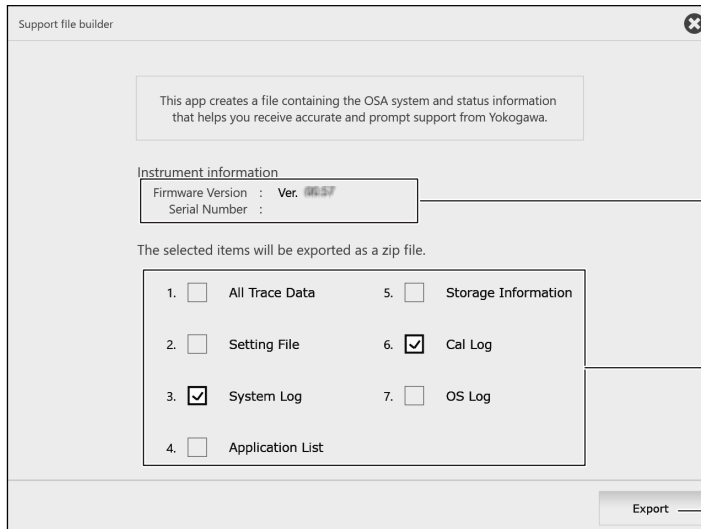 Support file builder
This app creates a file containing the OSA system and status information
that helps you receive accurate and prompt support from Yokogawa.
Instrument information
Firmware Version : Ver.
Serial Number :
The selected items will be exported as a zip file.
1. All Trace Data
2. Setting File
3. System Log
4. Application List
5. Storage Information
6. Cal Log
7. OS Log
Export